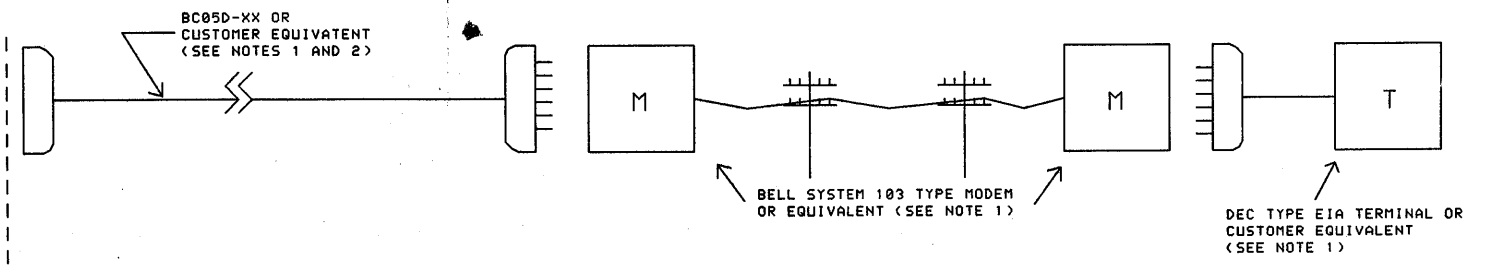 BC05D-XX OR
CUSTOMER EQUIVATENT
(SEE NOTES 1 AND 2)
M
M
T
BELL SYSTEM 103 TYPE MODEM
OR EQUIVALENT (SEE NOTE 1)
DEC TYPE EIA TERMINAL OR
CUSTOMER EQUIVALENT
(SEE NOTE 1)